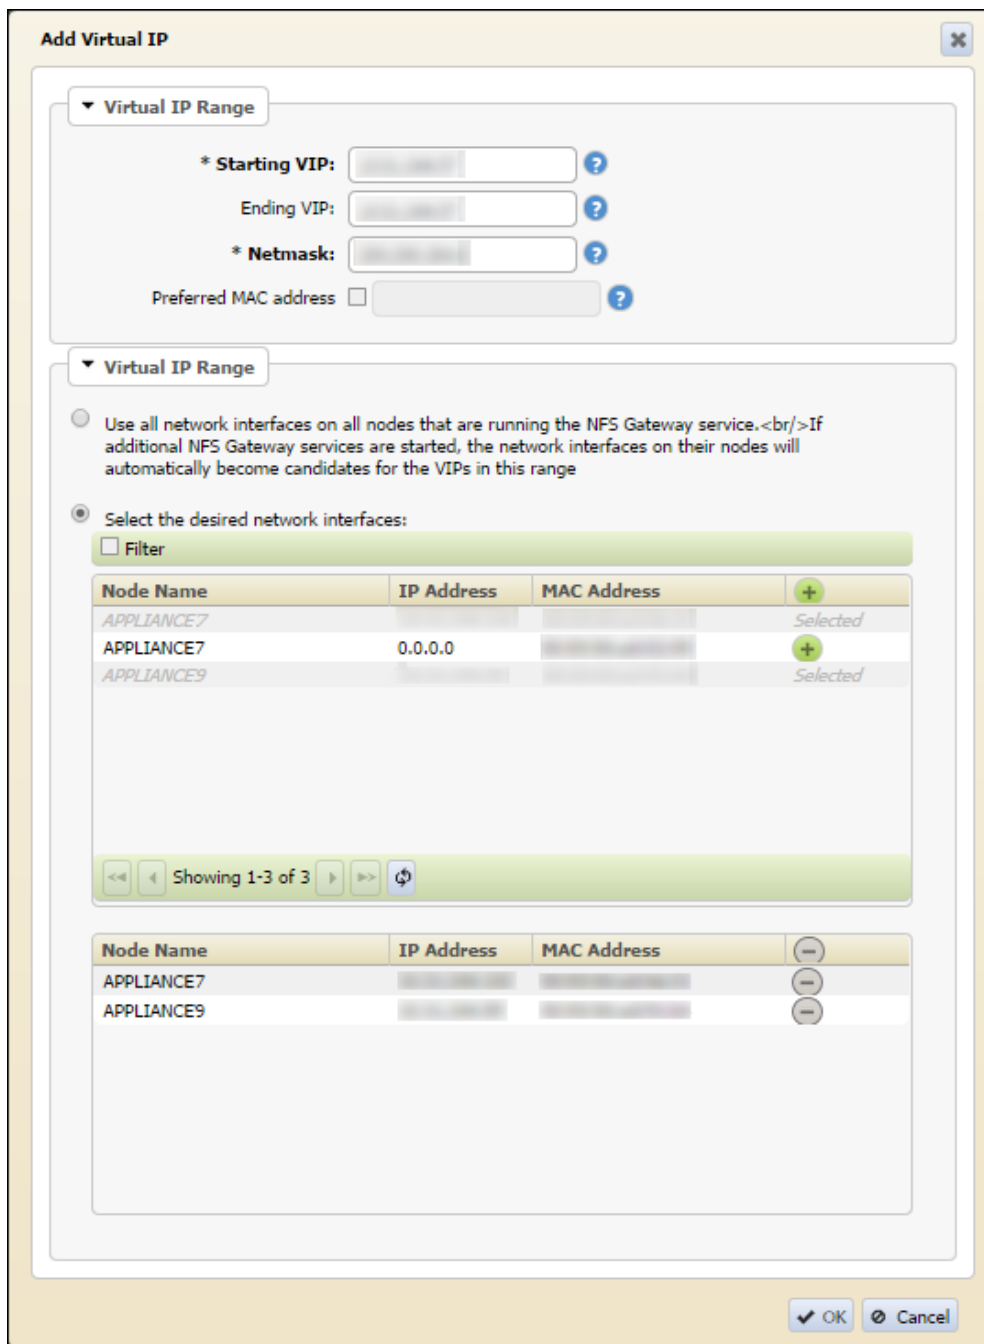 Add Virtual IP
Virtual IP Range
* Starting VIP:
Ending VIP:
* Netmask:
Preferred MAC address
Virtual IP Range
Use all network interfaces on all nodes that are running the NFS Gateway service.<br/>If
additional NFS Gateway services are started, the network interfaces on their nodes will
automatically become candidates for the VIPs in this range
Select the desired network interfaces:
Filter
Node Name IP Address MAC Address
APPLIANCE7 Selected
APPLIANCE7 0.0.0.0
APPLIANCE9 Selected
Showing 1-3 of 3
Node Name IP Address MAC Address
APPLIANCE7
APPLIANCE9
OK Cancel